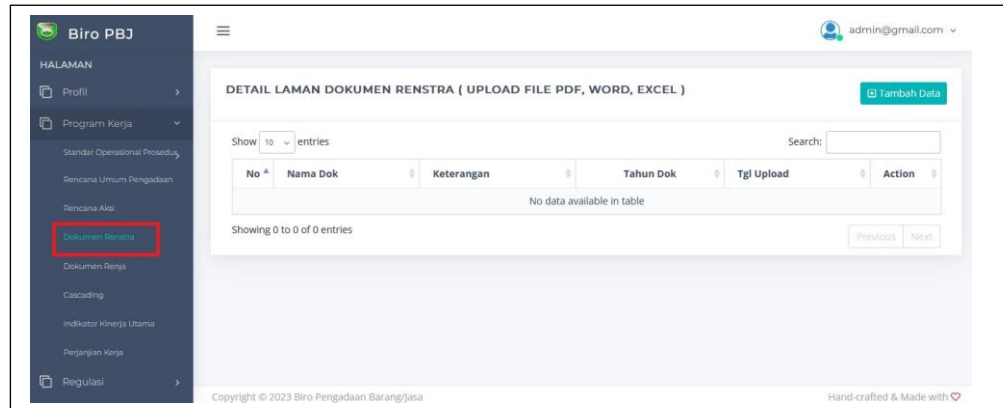 Biro PBJ
admin@gmail.com
HALAMAN
Profil
Program Kerja
Standar Operasional Prosedur
Rencana Umum Pengadaan
Rencana Aksi
Dokumen Renstra
Dokumen Renja
Cascading
Indikator Kinerja Utama
Perjanjian Kerja
Regulasi
DETAIL LAMAN DOKUMEN RENSTRA ( UPLOAD FILE PDF, WORD, EXCEL )
Tambah Data
Show 10 entries
Search:
No Nama Dok Keterangan Tahun Dok Tgl Upload Action
No data available in table
Showing 0 to 0 of 0 entries
Previous Next
Copyright © 2023 Biro Pengadaan Barang/Jasa
Hand-crafted & Made with